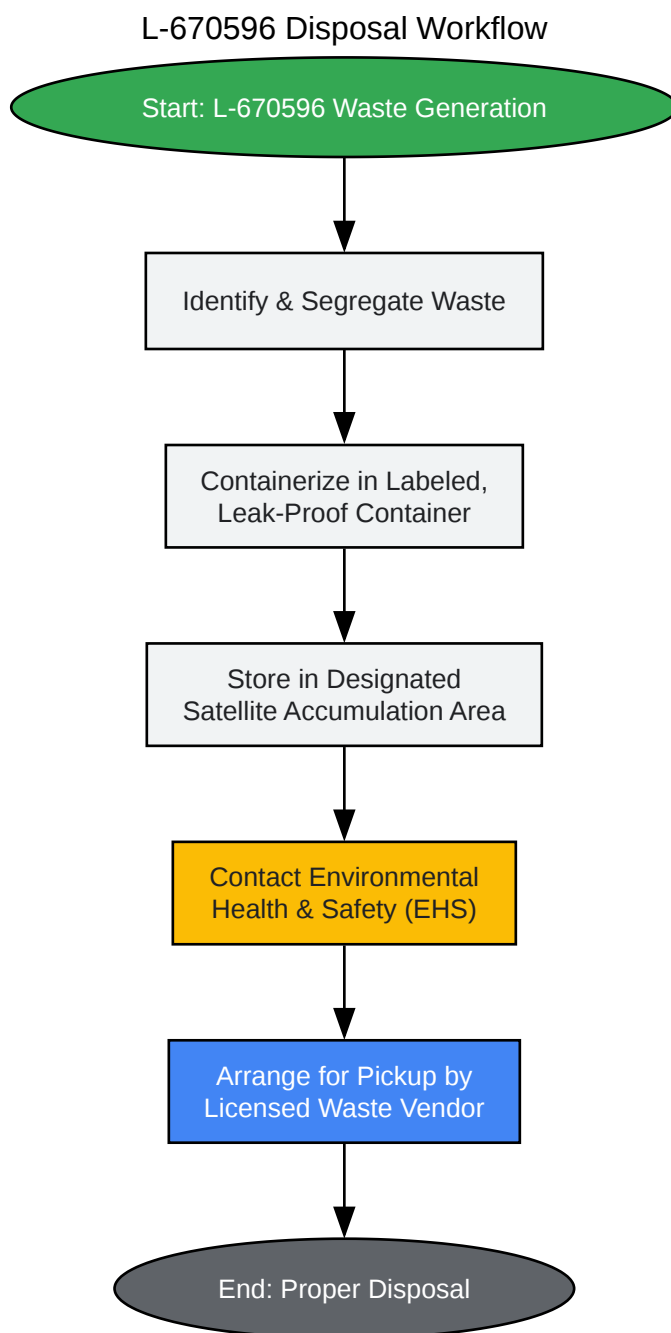 L-670596 Disposal Workflow
Start: L-670596 Waste Generation
Identify & Segregate Waste
Containerize in Labeled,
Leak-Proof Container
Store in Designated
Satellite Accumulation Area
Contact Environmental
Health & Safety (EHS)
Arrange for Pickup by
Licensed Waste Vendor
End: Proper Disposal